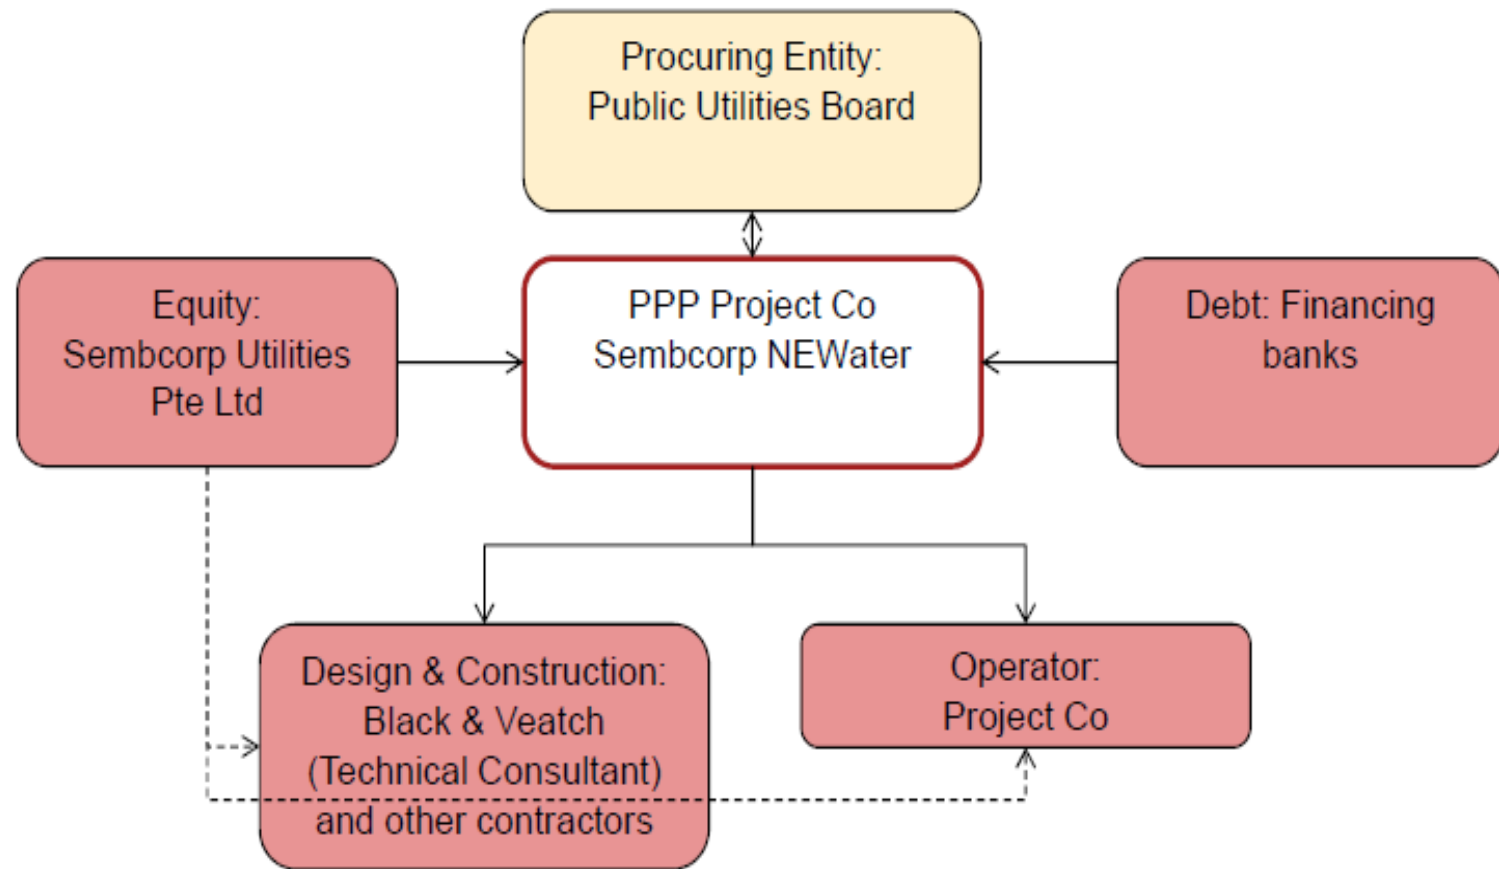 Procuring Entity:
Public Utilities Board
Equity:
Sembcorp Utilities
Pte Ltd
PPP Project Co
Sembcorp NEWater
Debt: Financing
banks
Design & Construction:
Black & Veatch
(Technical Consultant)
and other contractors
Operator:
Project Co